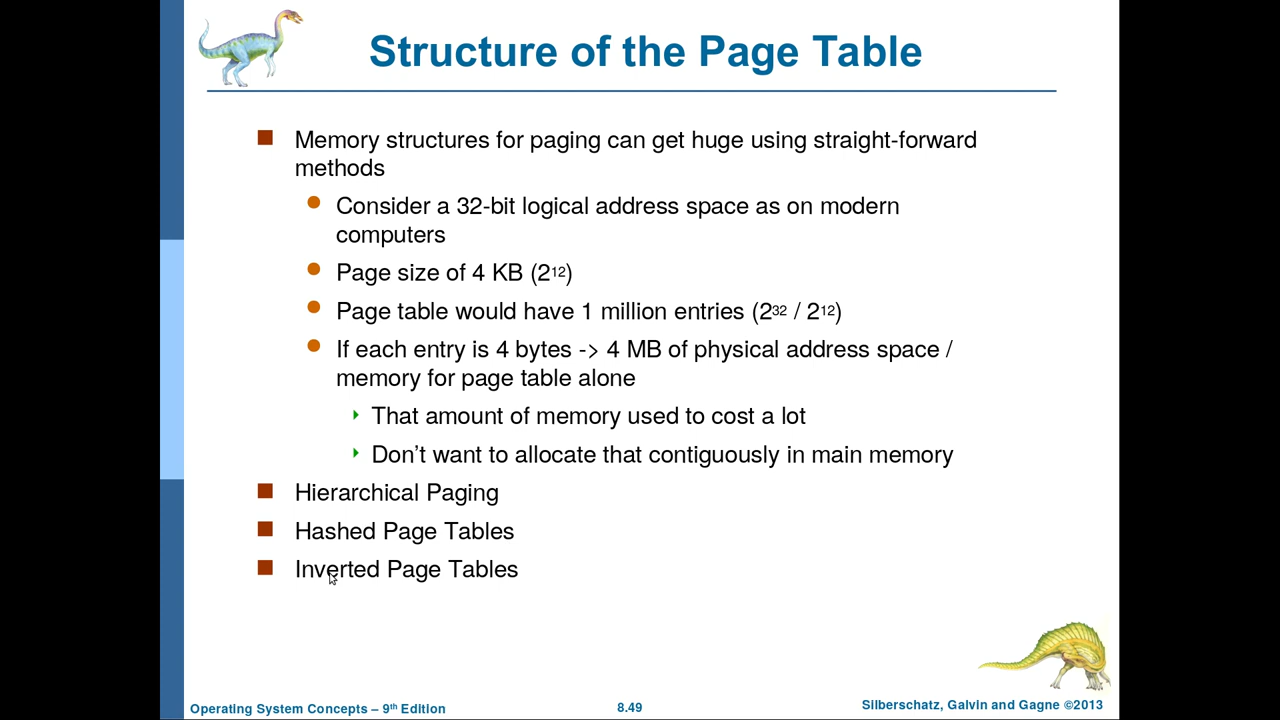 Structure of the Page Table
Memory structures for paging can get huge using straight-forward
methods
Consider a 32-bit logical address space as on modern
computers
Page size of 4 KB (2¹²)
Page table would have 1 million entries (2³² / 2¹²)
If each entry is 4 bytes -> 4 MB of physical address space /
memory for page table alone
That amount of memory used to cost a lot
Don’t want to allocate that contiguously in main memory
Hierarchical Paging
Hashed Page Tables
Inverted Page Tables
Operating System Concepts – 9th Edition
8.49
Silberschatz, Galvin and Gagne ©2013